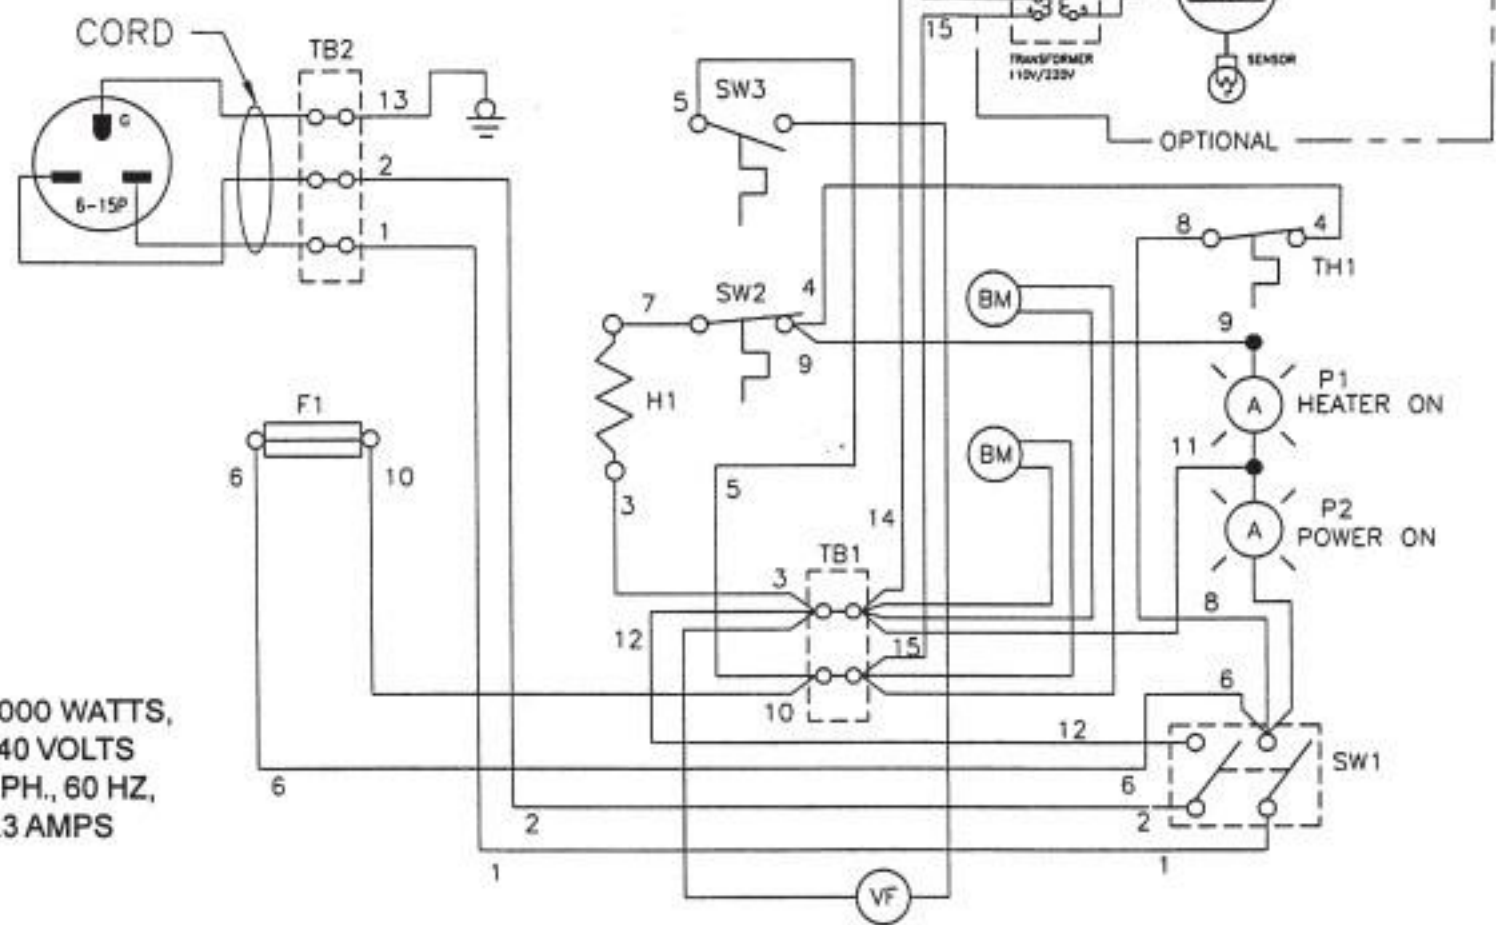 CORD
TB2
G
6-15P
13
2
1
15
TRANSFORMER
110V/220V
SENSOR
OPTIONAL
5
SW3
8
4
TH1
7
SW2
4
9
BM
9
P1
HEATER ON
A
H1
F1
6
10
3
5
BM
11
P2
POWER ON
A
14
TB1
3
12
15
8
10
6
12
SW1
6
6
2
2
1
1
VF
000 WATTS,
40 VOLTS
PH., 60 HZ,
3 AMPS